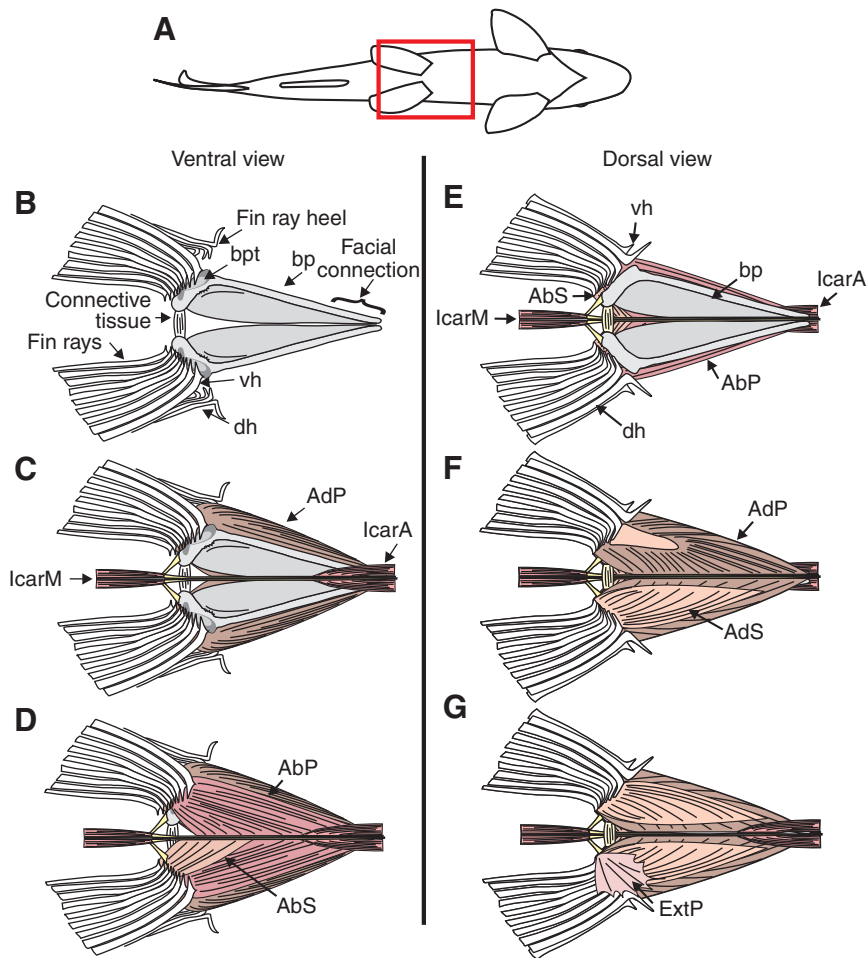 A
Ventral view
Dorsal view
B
Fin ray heel
bpt
bp
Facial
connection
Connective
tissue
Fin rays
vh
dh
E
vh
bp
IcarA
AbS
IcarM
AbP
dh
C
AdP
IcarA
IcarM
F
AdP
AdS
D
AbP
AbS
G
ExtP